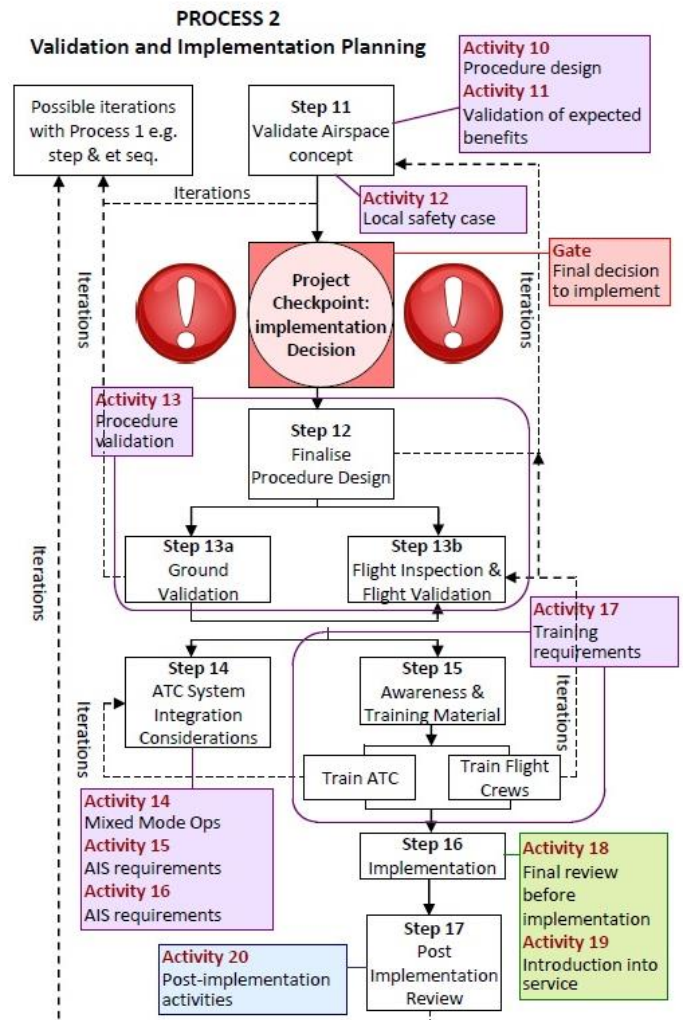 PROCESS 2
Validation and Implementation Planning
Activity 10
Procedure design
Activity 11
Validation of expected
benefits
Possible iterations
with Process 1 e.g.
step & et seq.
Step 11
Validate Airspace
concept
Iterations
Activity 12
Local safety case
Iterations
Project
Checkpoint:
implementation
Decision
Gate
Final decision
to implement
Iterations
Activity 13
Procedure
validation
Step 12
Finalise
Procedure Design
Iterations
Step 13a
Ground
Validation
Step 13b
Flight Inspection &
Flight Validation
Activity 17
Training
requirements
Step 14
ATC System
Integration
Considerations
Step 15
Awareness &
Training Material
Iterations
Iterations
Train ATC
Train Flight
Crews
Activity 14
Mixed Mode Ops
Activity 15
AIS requirements
Activity 16
AIS requirements
Step 16
Implementation
Activity 18
Final review
before
implementation
Activity 19
Introduction into
service
Step 17
Post
Implementation
Review
Activity 20
Post-implementation
activities